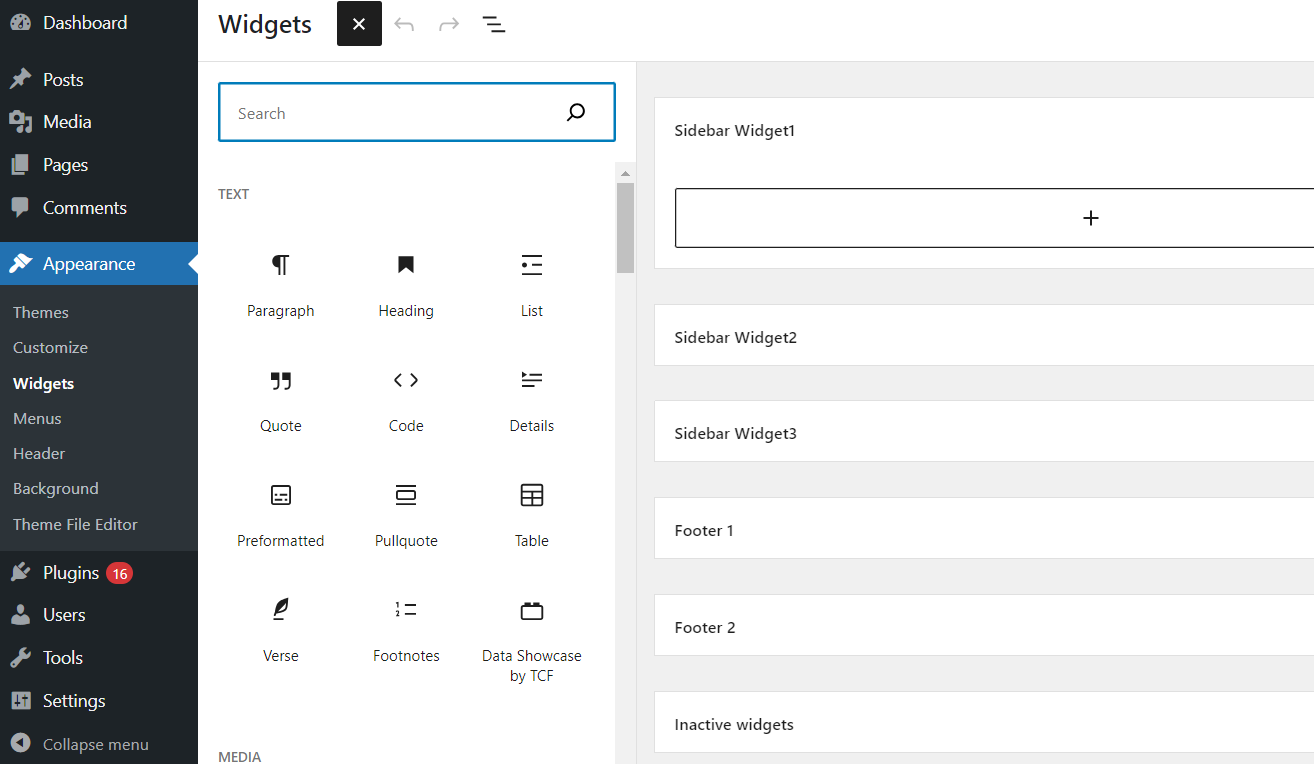 Dashboard
Posts
Media
Pages
Comments
Appearance
Themes
Customize
Widgets
Menus
Header
Background
Theme File Editor
Plugins 16
Users
Tools
Settings
Collapse menu
Widgets
Search
TEXT
Paragraph Heading List
Quote Code Details
Preformatted Pullquote Table
Verse Footnotes Data Showcase
by TCF
MEDIA
Sidebar Widget1
Sidebar Widget2
Sidebar Widget3
Footer 1
Footer 2
Inactive widgets